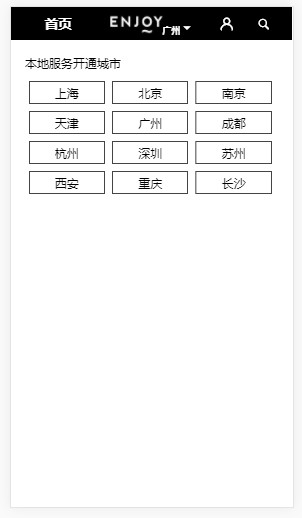 首页 ENJOY 广州
本地服务开通城市
上海 北京 南京
天津 广州 成都
杭州 深圳 苏州
西安 重庆 长沙